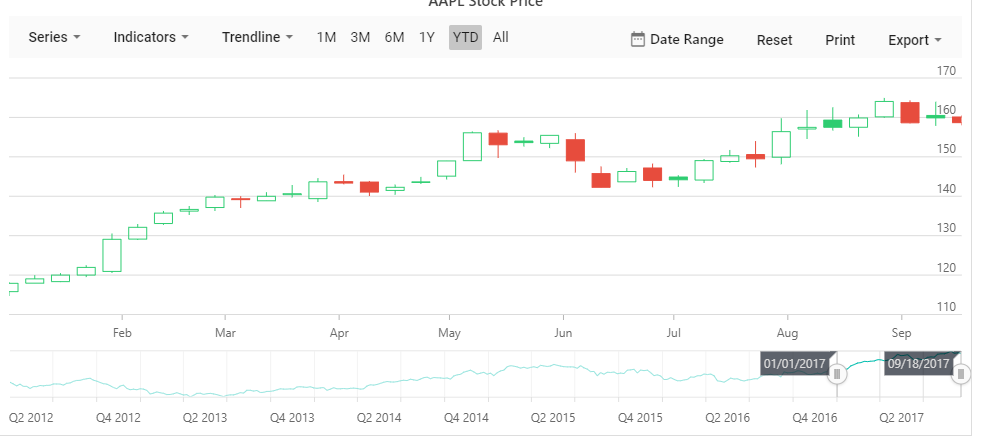 AAPL Stock Price
Series Indicators Trendline 1M 3M 6M 1Y YTD All Date Range Reset Print Export
170
160
150
140
130
120
110
Feb Mar Apr May Jun Jul Aug Sep
01/01/2017 09/18/2017
Q2 2012 Q4 2012 Q2 2013 Q4 2013 Q2 2014 Q4 2014 Q2 2015 Q4 2015 Q2 2016 Q4 2016 Q2 2017